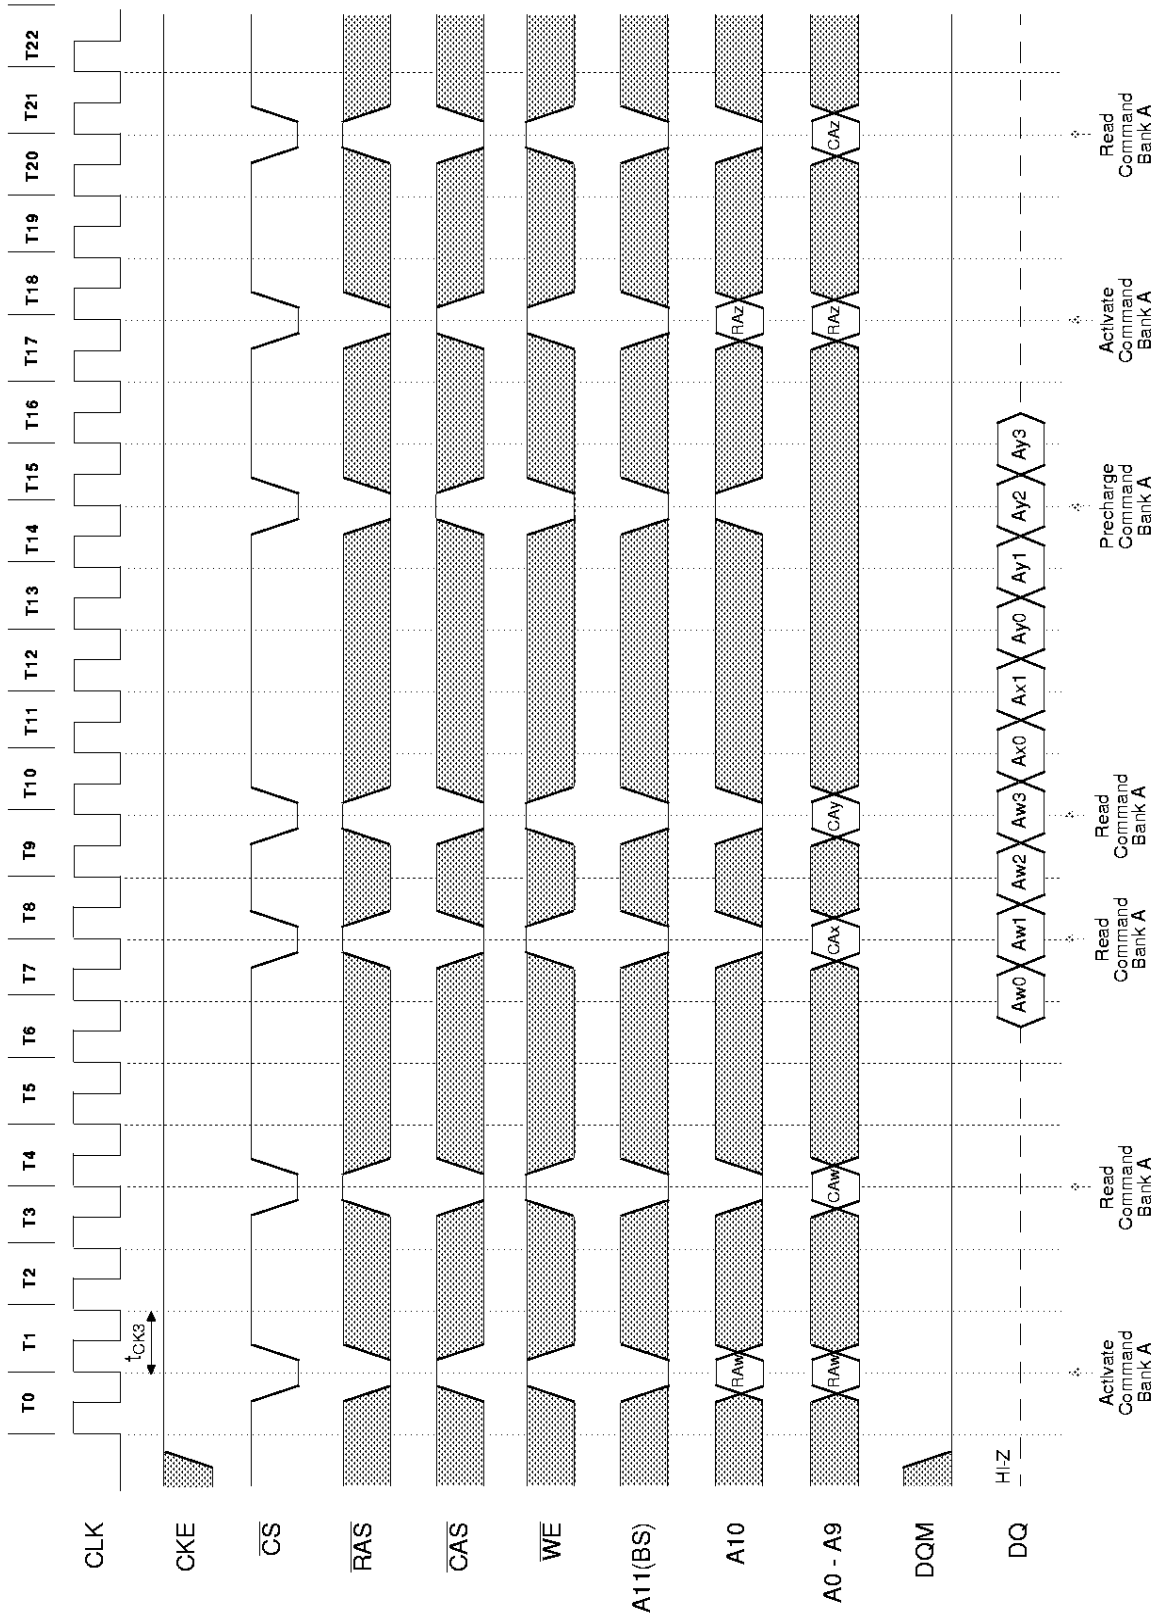 T0 T1 T2 T3 T4 T5 T6 T7 T8 T9 T10 T11 T12 T13 T14 T15 T16 T17 T18 T19 T20 T21 T22
CLK
tCK3
CKE
CS
RAS
CAS
WE
A11(BS)
A10
RAw RAz
A0 - A9
RAw CAw CAx CAy RAz CAz
DQM
DQ
HI-Z
Aw0 Aw1 Aw2 Aw3 Ax0 Ax1 Ay0 Ay1 Ay2 Ay3
Activate
Command
Bank A
Read
Command
Bank A
Read
Command
Bank A
Read
Command
Bank A
Precharge
Command
Bank A
Activate
Command
Bank A
Read
Command
Bank A